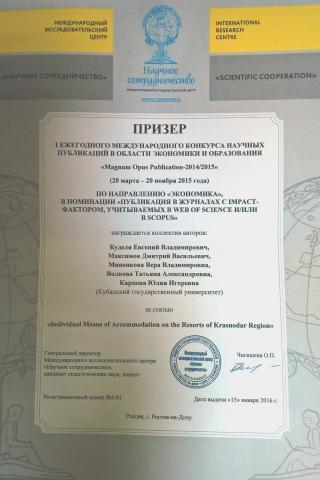 МЕЖДУНАРОДНЫЙ
ИССЛЕДОВАТЕЛЬСКИЙ
ЦЕНТР
INTERNATIONAL
RESEARCH
CENTRE
«НАУЧНОЕ СОТРУДНИЧЕСТВО»
«SCIENTIFIC COOPERATION»
Научное
сотрудничество
МЕЖДУНАРОДНЫЙ ИССЛЕДОВАТЕЛЬСКИЙ ЦЕНТР
ПРИЗЕР
I ЕЖЕГОДНОГО МЕЖДУНАРОДНОГО КОНКУРСА НАУЧНЫХ
ПУБЛИКАЦИЙ В ОБЛАСТИ ЭКОНОМИКИ И ОБРАЗОВАНИЯ
«Magnum Opus Publication-2014/2015»
(20 марта – 20 ноября 2015 года)
ПО НАПРАВЛЕНИЮ «ЭКОНОМИКА»,
В НОМИНАЦИИ «ПУБЛИКАЦИЯ В ЖУРНАЛАХ С IMPACT-
ФАКТОРОМ, УЧИТЫВАЕМЫХ В WEB OF SCIENCE И/ИЛИ
В SCOPUS»
награждается коллектив авторов:
Куделя Евгений Владимирович,
Максимов Дмитрий Васильевич,
Миненкова Вера Владимировна,
Волкова Татьяна Александровна,
Карпова Юлия Игоревна
(Кубанский государственный университет)
за статью
«Individual Means of Accommodation on the Resorts of Krasnodar Region»
Генеральный директор
Международного исследовательского центра
«Научное сотрудничество»,
кандидат педагогических наук, доцент
Чигишева О.П.
Регистрационный номер №4-01
Дата выдачи «15» января 2016 г.
Россия, г. Ростов-на-Дону